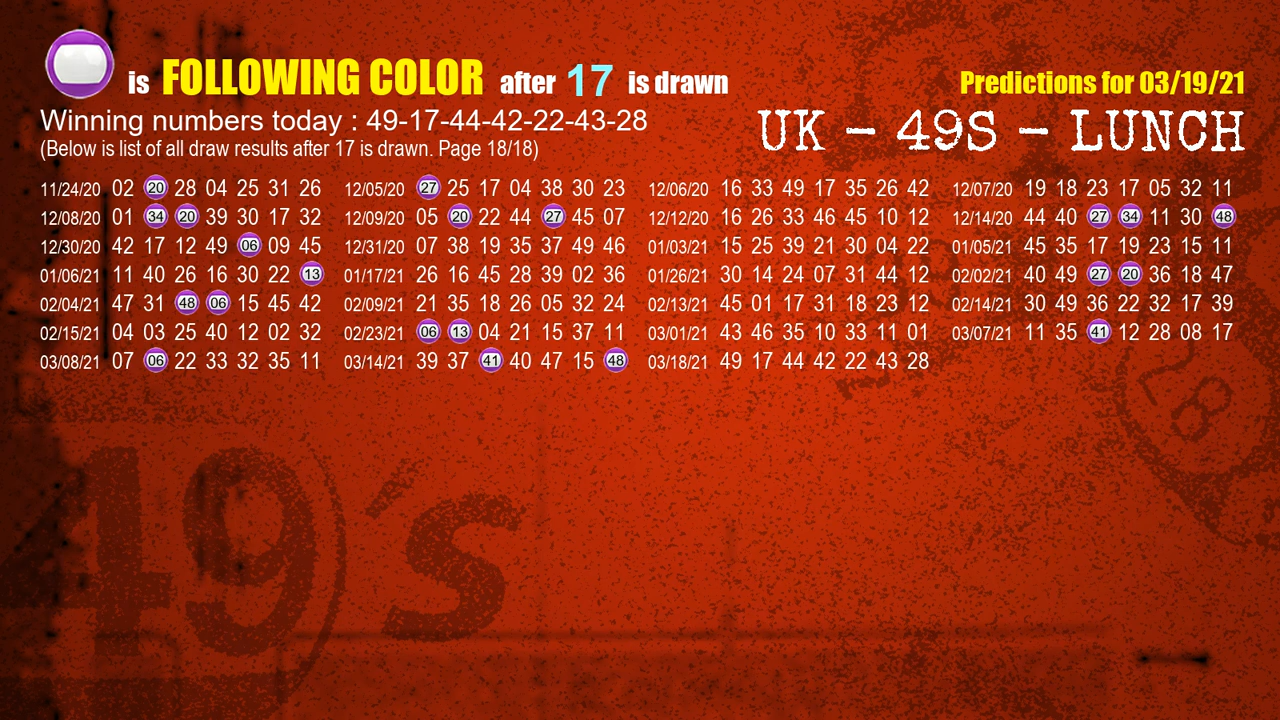 is FOLLOWING COLOR after 17 is drawn
Predictions for 03/19/21
Winning numbers today : 49-17-44-42-22-43-28
UK - 49S - LUNCH
(Below is list of all draw results after 17 is drawn. Page 18/18)
11/24/20 02 20 28 04 25 31 26 12/05/20 27 25 17 04 38 30 23 12/06/20 16 33 49 17 35 26 42 12/07/20 19 18 23 17 05 32 11
12/08/20 01 34 20 39 30 17 32 12/09/20 05 20 22 44 27 45 07 12/12/20 16 26 33 46 45 10 12 12/14/20 44 40 27 34 11 30 48
12/30/20 42 17 12 49 06 09 45 12/31/20 07 38 19 35 37 49 46 01/03/21 15 25 39 21 30 04 22 01/05/21 45 35 17 19 23 15 11
01/06/21 11 40 26 16 30 22 13 01/17/21 26 16 45 28 39 02 36 01/26/21 30 14 24 07 31 44 12 02/02/21 40 49 27 20 36 18 47
02/04/21 47 31 48 06 15 45 42 02/09/21 21 35 18 26 05 32 24 02/13/21 45 01 17 31 18 23 12 02/14/21 30 49 36 22 32 17 39
02/15/21 04 03 25 40 12 02 32 02/23/21 06 13 04 21 15 37 11 03/01/21 43 46 35 10 33 11 01 03/07/21 11 35 41 12 28 08 17
03/08/21 07 06 22 33 32 35 11 03/14/21 39 37 41 40 47 15 48 03/18/21 49 17 44 42 22 43 28
18
49's